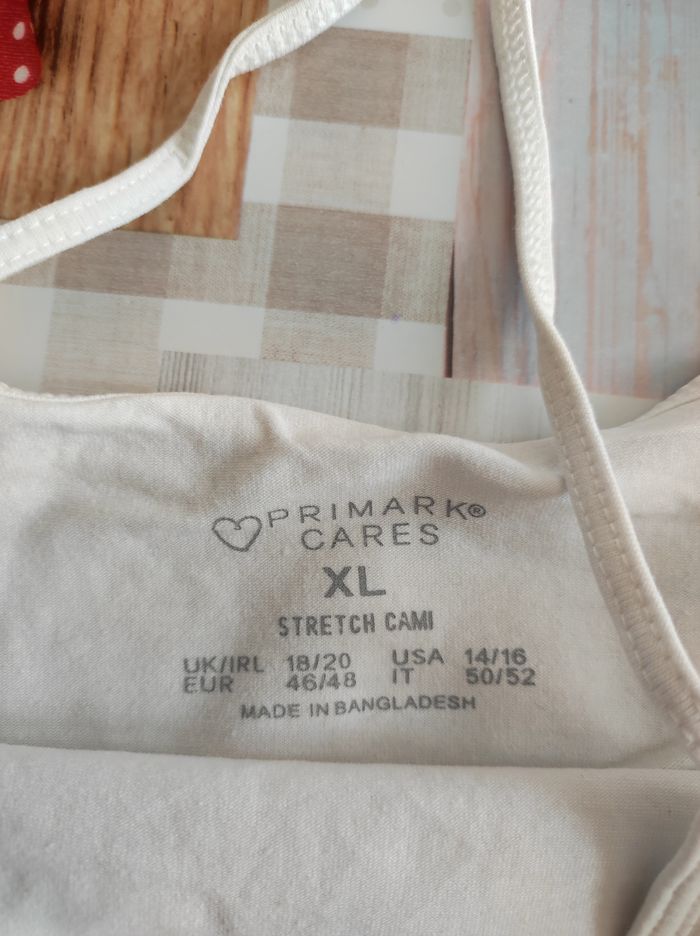 PRIMARK®
CARES
XL
STRETCH CAMI
UK/IRL 18/20 USA 14/16
EUR 46/48 IT 50/52
MADE IN BANGLADESH